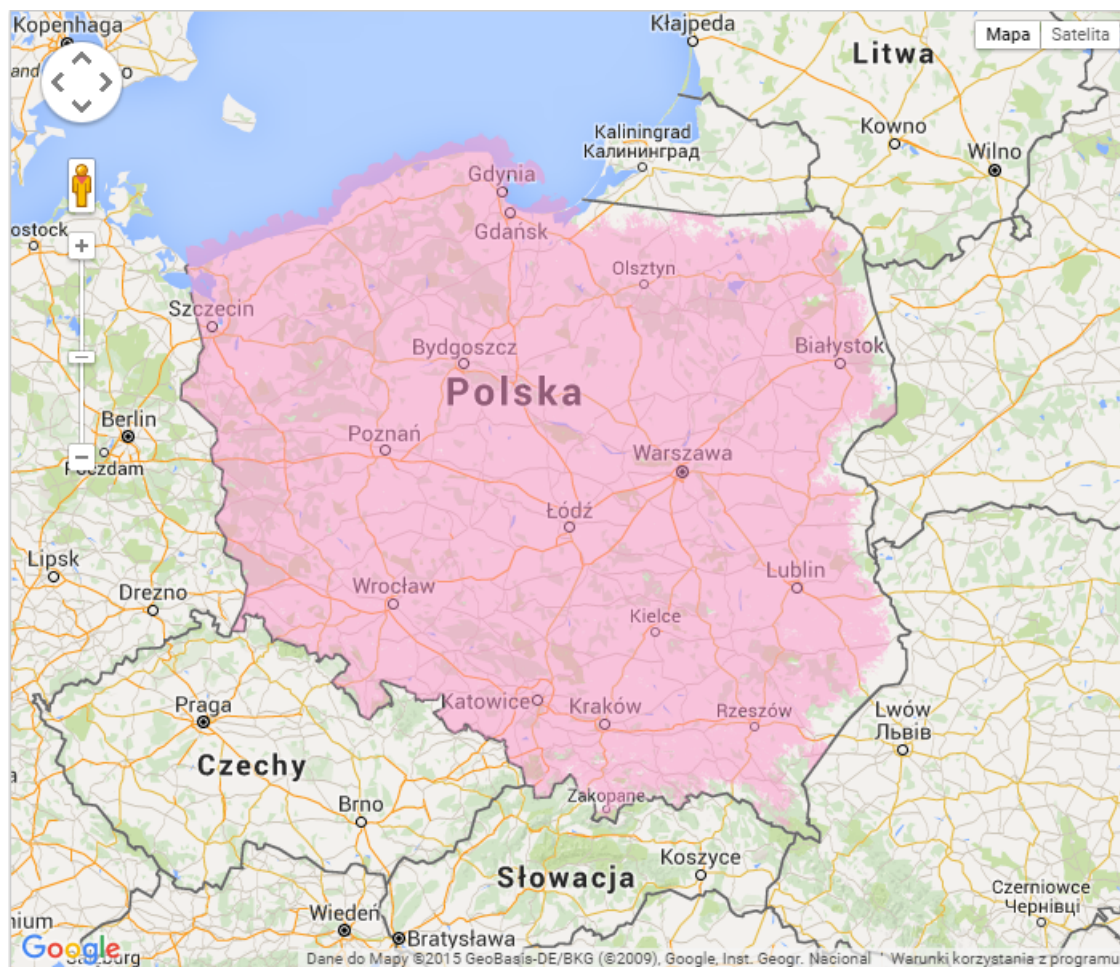 Kopenhaga
Kłajpeda
Mapa
Satelita
Litwa
and
Kaliningrad
Калининград
Kowno
Wilno
Gdynia
Gdańsk
ostock
Olsztyn
Szczecin
Bydgoszcz
Białystok
Polska
Berlin
Poczdam
Poznań
Warszawa
Łódź
Lipsk
Drezno
Wrocław
Lublin
Kielce
Praga
Katowice
Kraków
Rzeszów
Lwów
Львів
Czechy
Zakopane
Brno
Koszyce
Słowacja
Czerniowce
Чернівці
nium
Wiedeń
Bratysława
Google
Dane do Mapy ©2015 GeoBasis-DE/BKG (©2009), Google, Inst. Geogr. Nacional
Warunki korzystania z programu